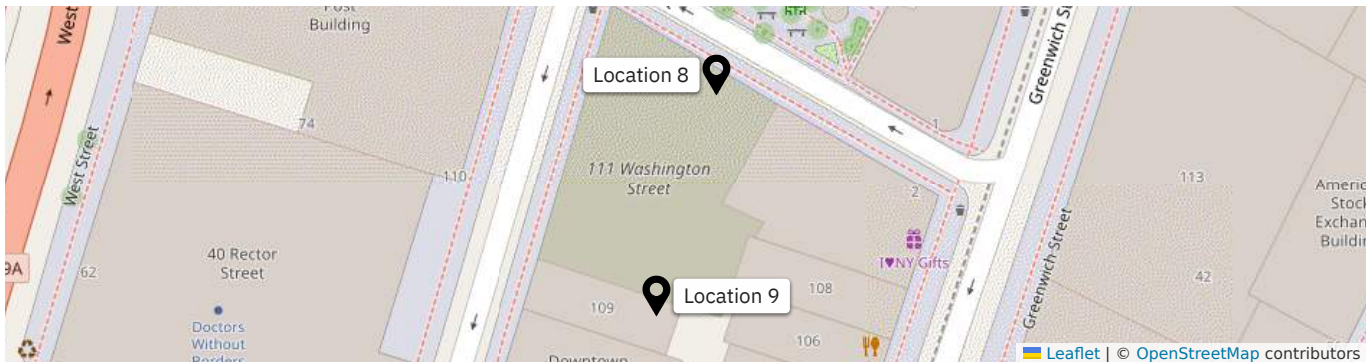 West
Post
Building
Greenwich St
Location 8
74
1
West Street
111 Washington
Street
110
2
113
America
Stock
Exchan
Buildin
40 Rector
Street
I♥NY Gifts
Greenwich Street
9A
62
42
Location 9
108
109
Doctors
Without
Borders
106
Downtown
Leaflet | © OpenStreetMap contributors